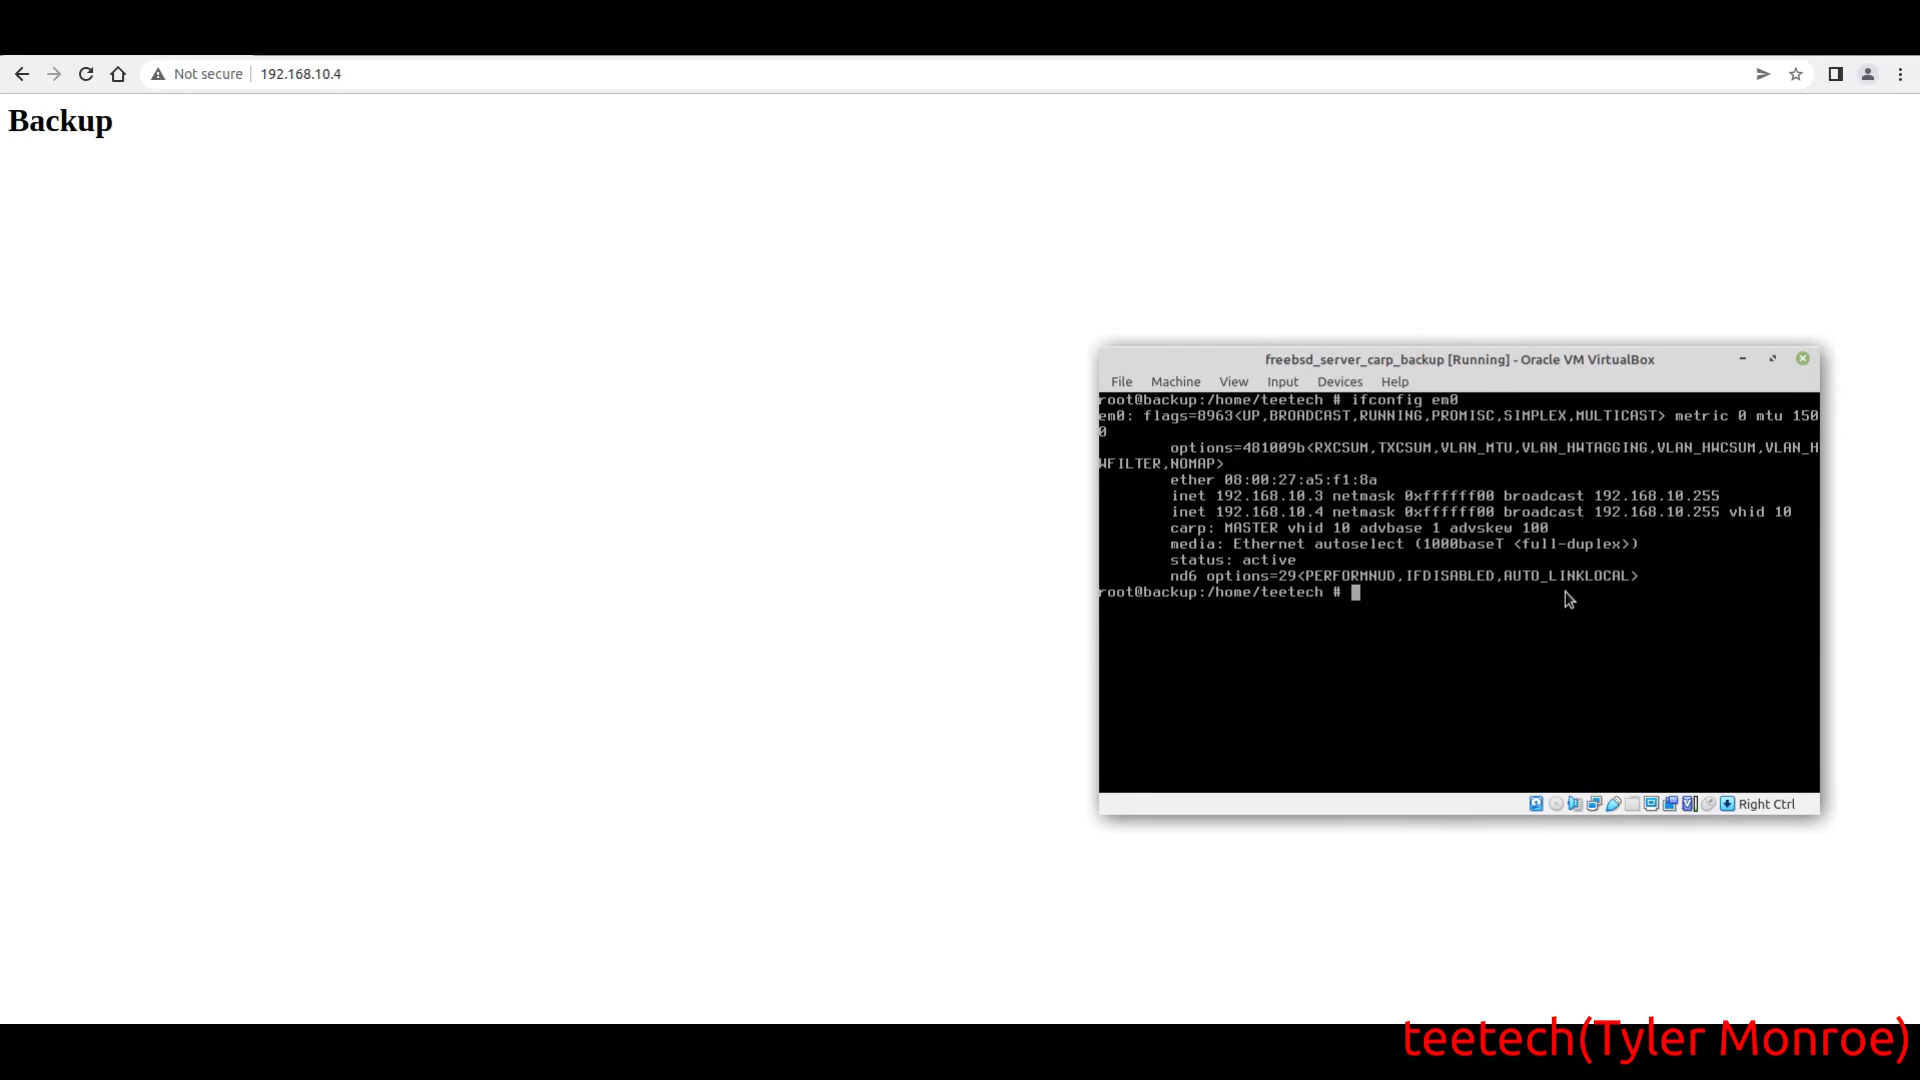 Not secure 192.168.10.4
Backup
freebsd_server_carp_backup [Running] - Oracle VM VirtualBox
File Machine View Input Devices Help
root@backup:/home/teetech # ifconfig em0
em0: flags=8963<UP,BROADCAST,RUNNING,PROMISC,SIMPLEX,MULTICAST> metric 0 mtu 150
0
options=481009b<RXCSUM,TXCSUM,VLAN_MTU,VLAN_HWTAGGING,VLAN_HWCSUM,VLAN_H
WFILTER,NOMAP>
ether 08:00:27:a5:f1:8a
inet 192.168.10.3 netmask 0xffffff00 broadcast 192.168.10.255
inet 192.168.10.4 netmask 0xffffff00 broadcast 192.168.10.255 vhid 10
carp: MASTER vhid 10 advbase 1 advskew 100
media: Ethernet autoselect (1000baseT <full-duplex>)
status: active
nd6 options=29<PERFORMNUD,IFDISABLED,AUTO_LINKLOCAL>
root@backup:/home/teetech #
Right Ctrl
teetech(Tyler Monroe)